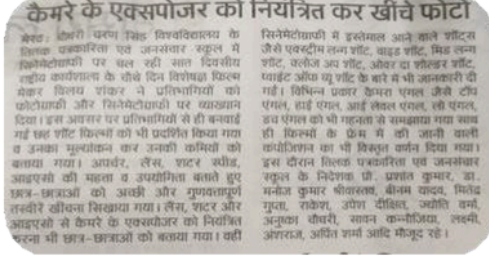 कैमरे के एक्सपोजर को नियंत्रित कर खींचे फोटो
मेरठ: चौधरी चरण सिंह विश्वविद्यालय के
तिलक पत्रकारिता एवं जनसंचार स्कूल में
सिनेमेटोग्राफी पर चल रही सात दिवसीय
राष्ट्रीय कार्यशाला के चौथे दिन विशेषज्ञ फिल्म
मेकर विलय शंकर ने प्रतिभागियों को
फोटोग्राफी और सिनेमेटोग्राफी पर व्याख्यान
दिया। इस अवसर पर प्रतिभागियों से ही बनवाई
गई छह शॉट फिल्मों को भी प्रदर्शित किया गया
व उनका मूल्यांकन कर उनकी कमियों को
बताया गया। अपर्चर, लेंस, शटर स्पीड,
आइएसो की महत्ता व उपयोगिता बताते हुए
छात्र-छात्राओं को अच्छी और गुणवत्तापूर्ण
तस्वीरें खींचना सिखाया गया। लेंस, शटर और
आइएसो से कैमरे के एक्सपोजर को नियंत्रित
करना भी छात्र-छात्राओं को बताया गया। वहीं
सिनेमेटोग्राफी में इस्तेमाल आने वाले शॉट्स
जैसे एक्स्ट्रीम लान्ग शॉट, वाइड शॉट, मिड लान्ग
शॉट, क्लोज अप शॉट, ओवर दा शोल्डर शॉट,
प्वाइंट ऑफ व्यू शॉट के बारे में भी जानकारी दी
गई। विभिन्न प्रकार कैमरा एंगल जैसे टॉप
एंगल, हाई एंगल, आई लेवल एंगल, लो एंगल,
डच एंगल को भी गहनता से समझाया गया साथ
ही फिल्मों के फ्रेम में की जानी वाली
कंपोजिशन का भी विस्तृत वर्णन दिया गया।
इस दौरान तिलक पत्रकारिता एवं जनसंचार
स्कूल के निदेशक प्रो. प्रशांत कुमार, डा.
मनोज कुमार श्रीवास्तव, बीनम यादव, मितेंद्र
गुप्ता, राकेश, उपेश दीक्षित, ज्योति वर्मा,
अनुष्का चौधरी, सावन कन्नौजिया, लक्ष्मी,
अंशराज, अर्पित शर्मा आदि मौजूद रहे।